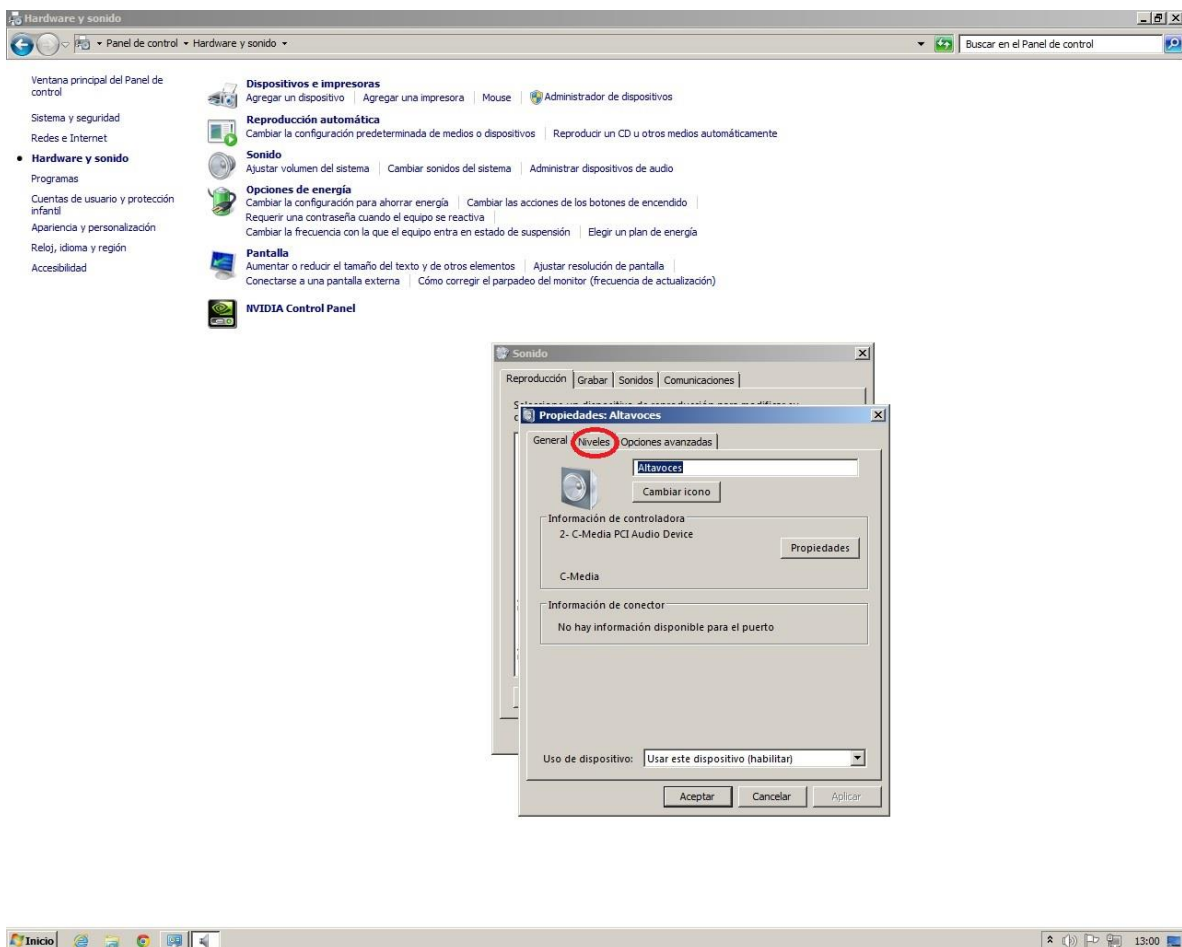 Hardware y sonido
Panel de control Hardware y sonido
Buscar en el Panel de control
Ventana principal del Panel de
control
Sistema y seguridad
Redes e Internet
Hardware y sonido
Programas
Cuentas de usuario y protección
infantil
Apariencia y personalización
Reloj, idioma y región
Accesibilidad
Dispositivos e impresoras
Agregar un dispositivo Agregar una impresora Mouse Administrador de dispositivos
Reproducción automática
Cambiar la configuración predeterminada de medios o dispositivos Reproducir un CD u otros medios automáticamente
Sonido
Ajustar volumen del sistema Cambiar sonidos del sistema Administrar dispositivos de audio
Opciones de energía
Cambiar la configuración para ahorrar energía Cambiar las acciones de los botones de encendido
Requerir una contraseña cuando el equipo se reactiva
Cambiar la frecuencia con la que el equipo entra en estado de suspensión Elegir un plan de energía
Pantalla
Aumentar o reducir el tamaño del texto y de otros elementos Ajustar resolución de pantalla
Conectarse a una pantalla externa Cómo corregir el parpadeo del monitor (frecuencia de actualización)
NVIDIA Control Panel
Sonido
Reproducción Grabar Sonidos Comunicaciones
Propiedades: Altavoces
General Niveles Opciones avanzadas
Altavoces
Cambiar icono
Información de controladora
2- C-Media PCI Audio Device
Propiedades
C-Media
Información de conector
No hay información disponible para el puerto
Uso de dispositivo: Usar este dispositivo (habilitar)
Aceptar Cancelar Aplicar
Inicio 13:00